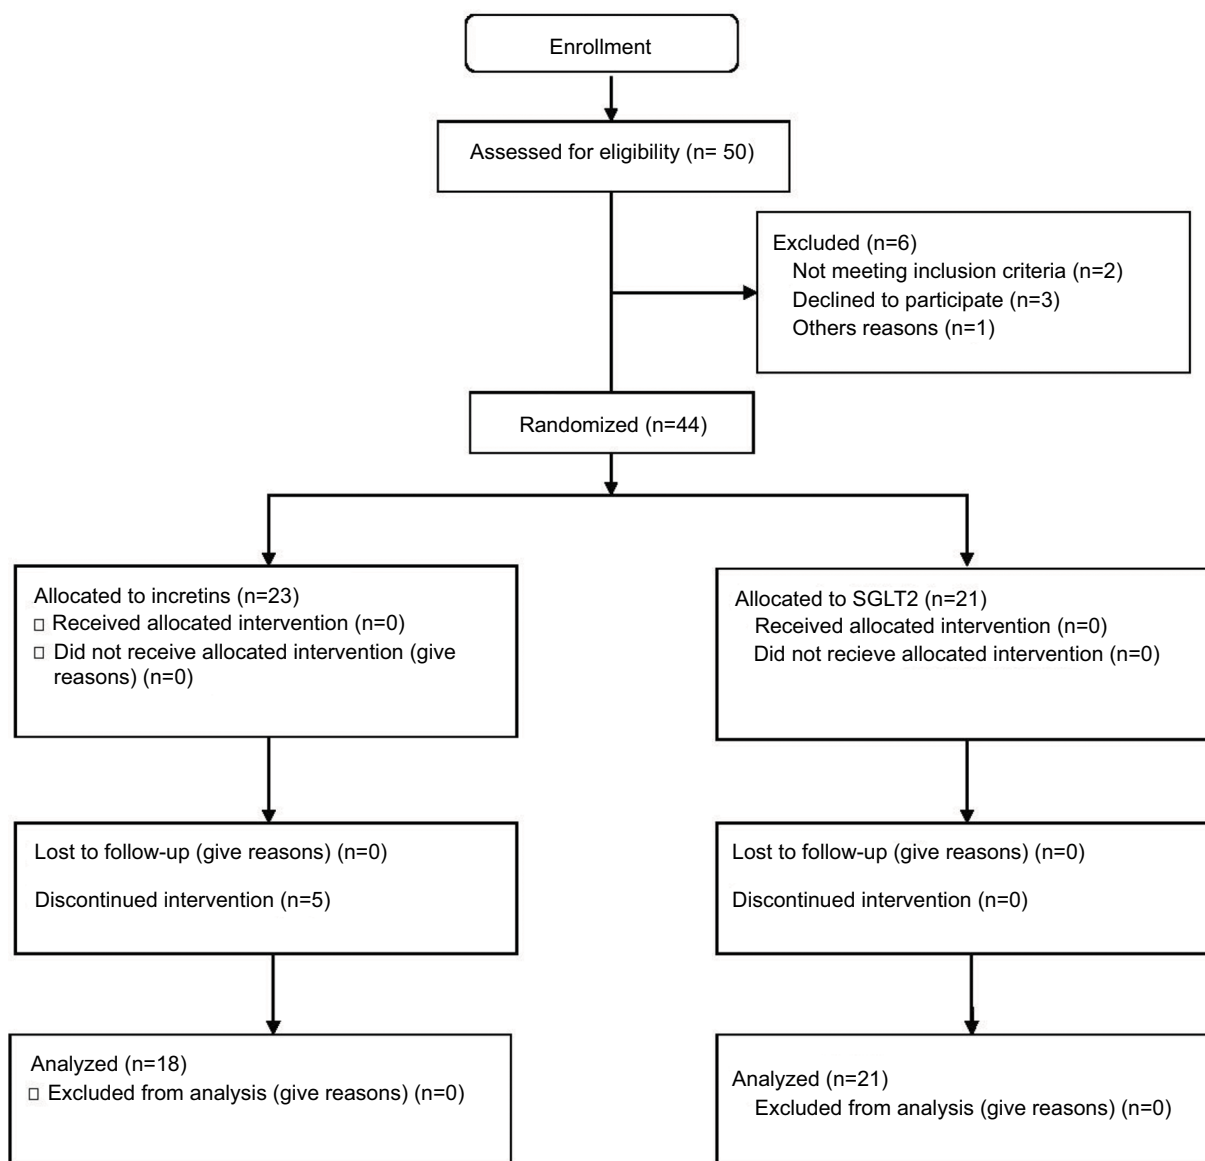 Enrollment
Assessed for eligibility (n= 50)
Excluded (n=6)
Not meeting inclusion criteria (n=2)
Declined to participate (n=3)
Others reasons (n=1)
Randomized (n=44)
Allocated to incretins (n=23)
□ Received allocated intervention (n=0)
□ Did not receive allocated intervention (give
reasons) (n=0)
Allocated to SGLT2 (n=21)
Received allocated intervention (n=0)
Did not recieve allocated intervention (n=0)
Lost to follow-up (give reasons) (n=0)
Discontinued intervention (n=5)
Lost to follow-up (give reasons) (n=0)
Discontinued intervention (n=0)
Analyzed (n=18)
□ Excluded from analysis (give reasons) (n=0)
Analyzed (n=21)
Excluded from analysis (give reasons) (n=0)